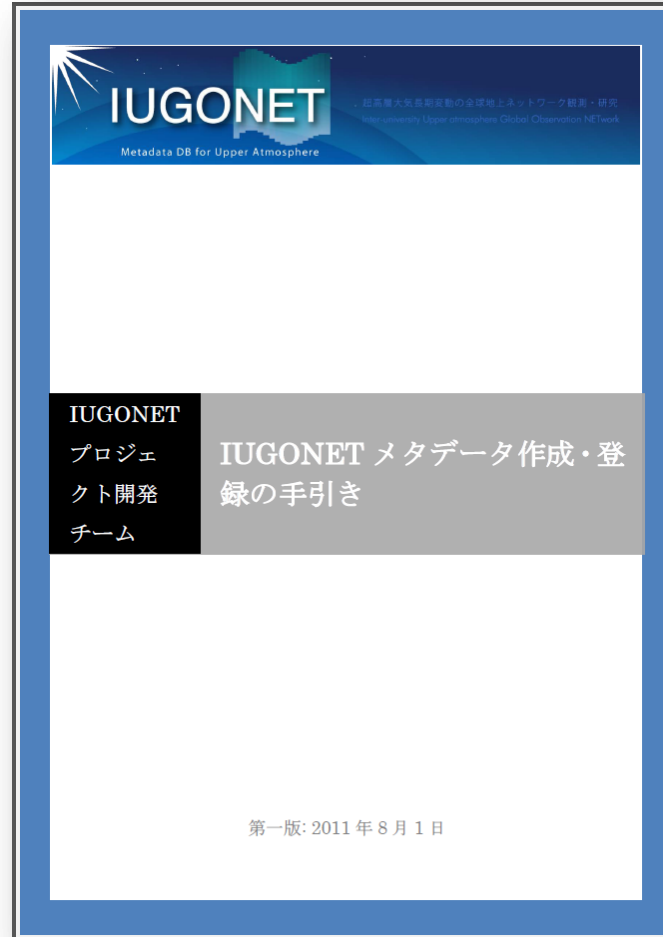 IUGONET
超高層大気長期変動の全球地上ネットワーク観測・研究
Inter-university Upper atmosphere Global Observation NETwork
Metadata DB for Upper Atmosphere
IUGONET
プロジェ
クト開発
チーム
IUGONET メタデータ作成・登
録の手引き
第一版: 2011 年 8 月 1 日